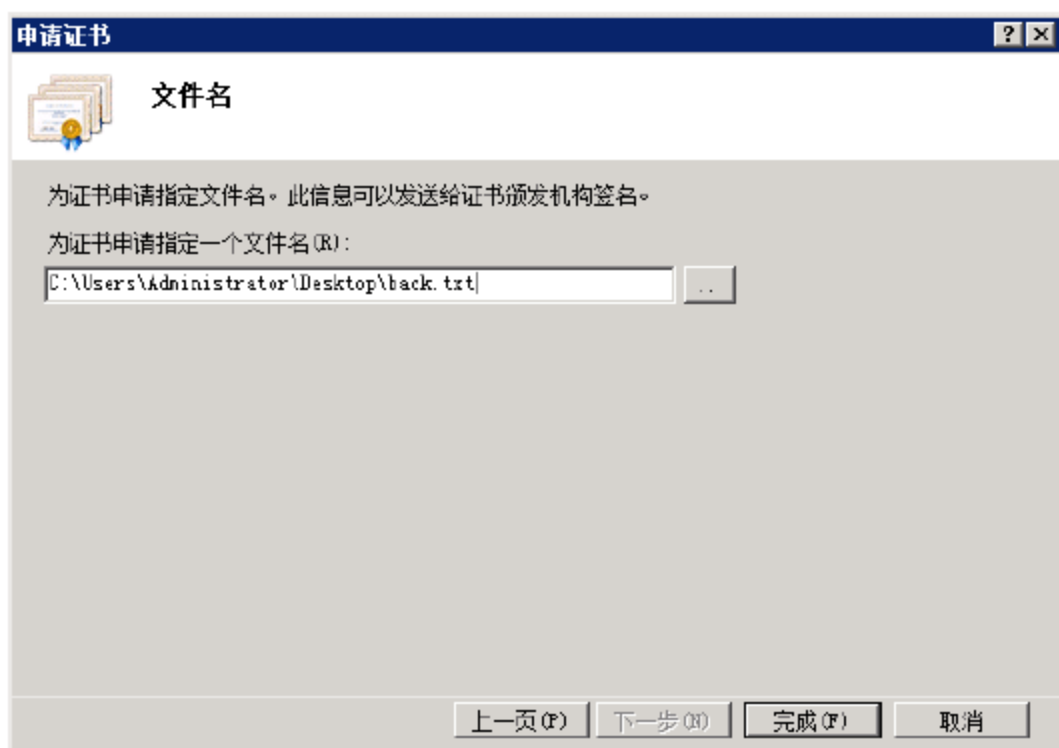 申请证书
文件名
为证书申请指定文件名。此信息可以发送给证书颁发机构签名。
为证书申请指定一个文件名(R):
C:\Users\Administrator\Desktop\back.txt
..
上一页(P) 下一步(N) 完成(F) 取消